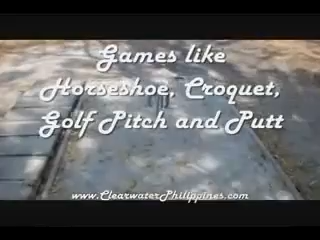 Games like
Horseshoe, Croquet,
Golf Pitch and Putt
www.ClearwaterPhilippines.com